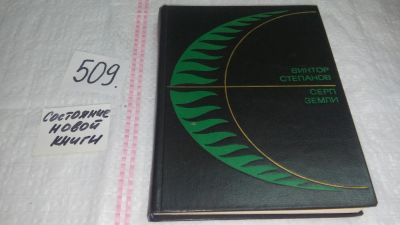 509.
СОСТОЯНИЕ
НОВОЙ
КНИГИ
ВИКТОР
СТЕПАНОВ
СЕРП
ЗЕМЛИ